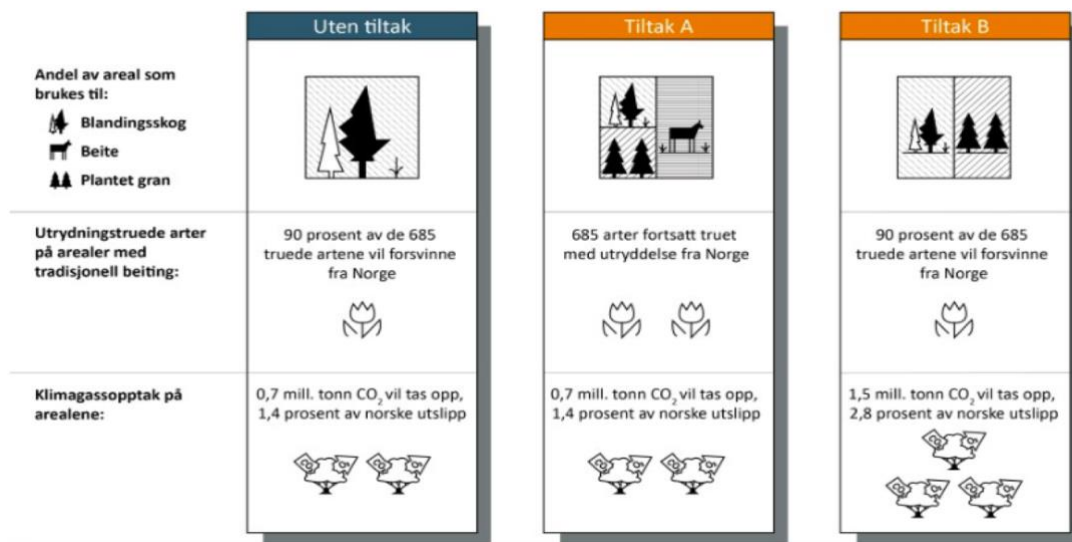 Uten tiltak
Tiltak A
Tiltak B
Andel av areal som
brukes til:
Blandingsskog
Beite
Plantet gran
Utrydningstruede arter
på arealer med
tradisjonell beiting:
90 prosent av de 685
truede artene vil forsvinne
fra Norge
685 arter fortsatt truet
med utryddelse fra Norge
90 prosent av de 685
truede artene vil forsvinne
fra Norge
Klimagassopptak på
arealene:
0,7 mill. tonn CO₂ vil tas opp,
1,4 prosent av norske utslipp
0,7 mill. tonn CO₂ vil tas opp,
1,4 prosent av norske utslipp
1,5 mill. tonn CO₂ vil tas opp,
2,8 prosent av norske utslipp